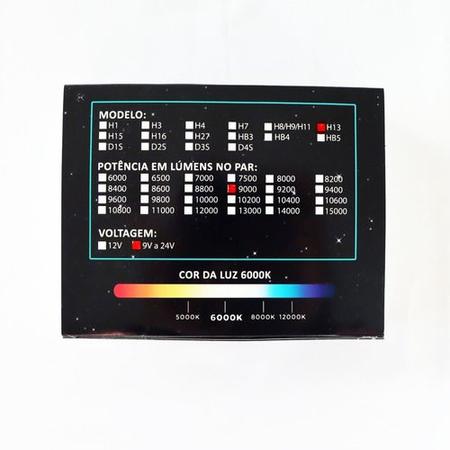 MODELO:
H1 H3 H4 H7 H8/H9/H11 H13
H15 H16 H27 HB3 HB4 HB5
D1S D2S D3S D4S
POTÊNCIA EM LÚMENS NO PAR:
6000 6500 7000 7500 8000 8200
8400 8600 8800 9000 9200 9400
9600 9800 10000 10200 10400 10600
10800 11000 12000 13000 14000 15000
VOLTAGEM:
12V 9V a 24V
COR DA LUZ 6000K
5000K 6000K 8000K 12000K